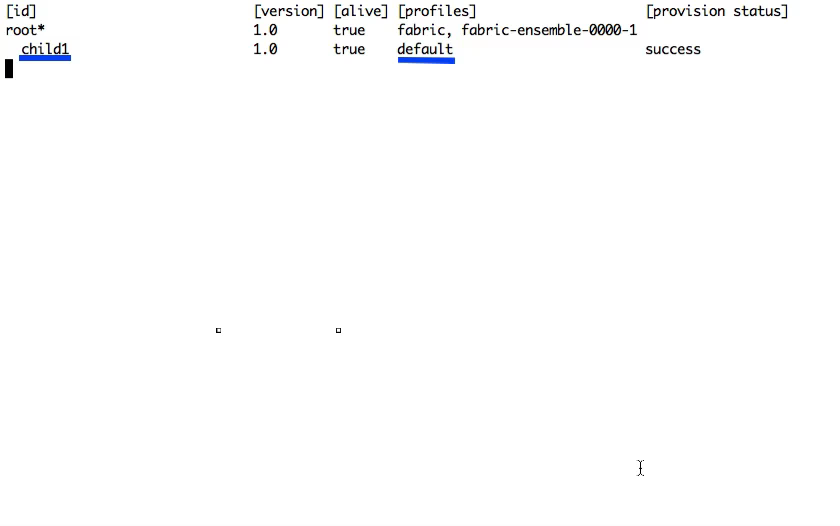 [id] [version] [alive] [profiles] [provision status]
root* 1.0 true fabric, fabric-ensemble-0000-1
child1 1.0 true default success